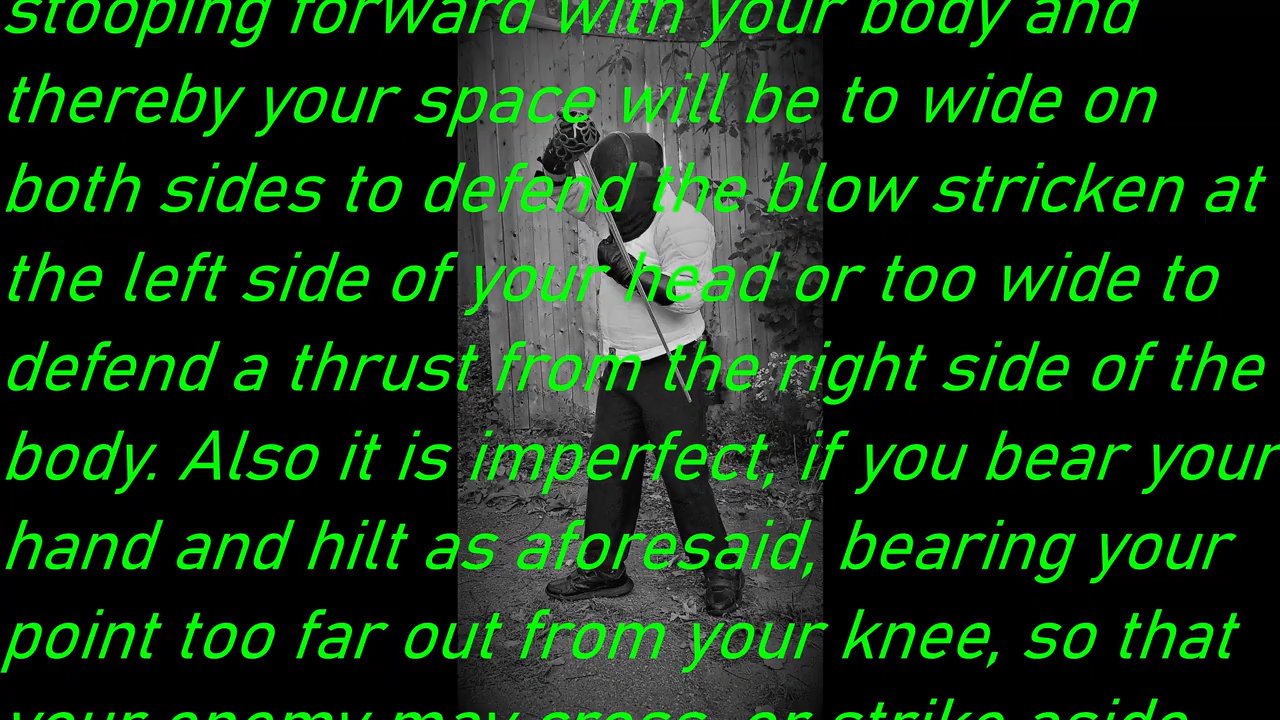 stooping forward with your body and
thereby your space will be to wide on
both sides to defend the blow stricken at
the left side of your head or too wide to
defend a thrust from the right side of the
body. Also it is imperfect, if you bear your
hand and hilt as aforesaid, bearing your
point too far out from your knee, so that
your enemy may cross, or strike aside